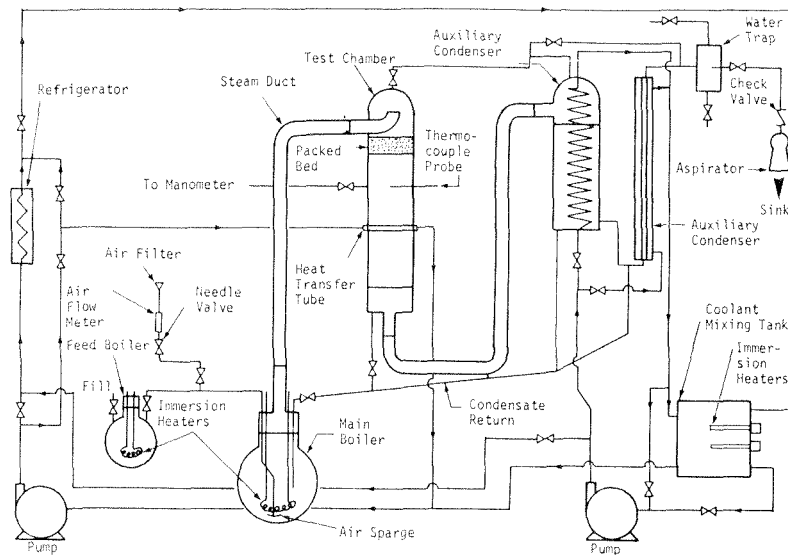 Auxiliary
Condenser
Water
Trap
Test Chamber
Steam Duct
Check
Valve
Refrigerator
Packed
Bed
Thermo-
couple
Probe
Aspirator
To Manometer
Sink
Auxiliary
Condenser
Air Filter
Heat
Transfer
Tube
Needle
Valve
Air
Flow
Meter
Coolant
Mixing Tank
Feed Boiler
Immer-
sion
Heaters
Fill
Immersion
Heaters
Condensate
Return
Main
Boiler
Air Sparge
Pump
Pump